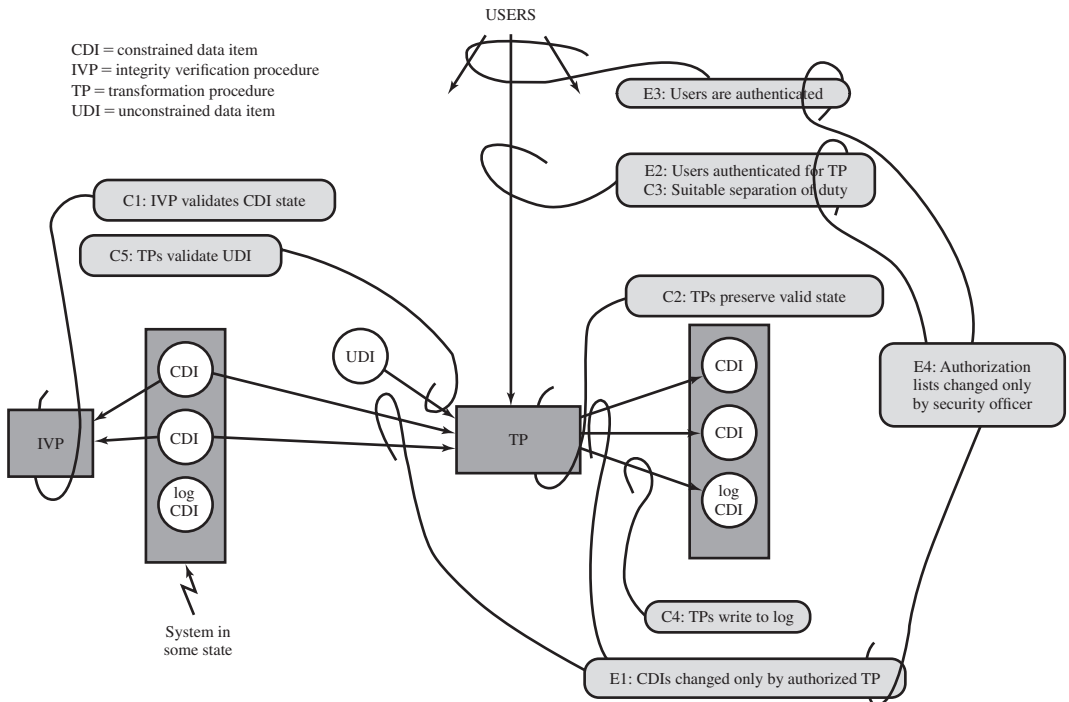 USERS
CDI = constrained data item
IVP = integrity verification procedure
TP = transformation procedure
UDI = unconstrained data item
E3: Users are authenticated
E2: Users authenticated for TP
C3: Suitable separation of duty
C1: IVP validates CDI state
C5: TPs validate UDI
C2: TPs preserve valid state
UDI
CDI
CDI
E4: Authorization
lists changed only
by security officer
IVP
CDI
TP
CDI
log
CDI
log
CDI
C4: TPs write to log
System in
some state
E1: CDIs changed only by authorized TP